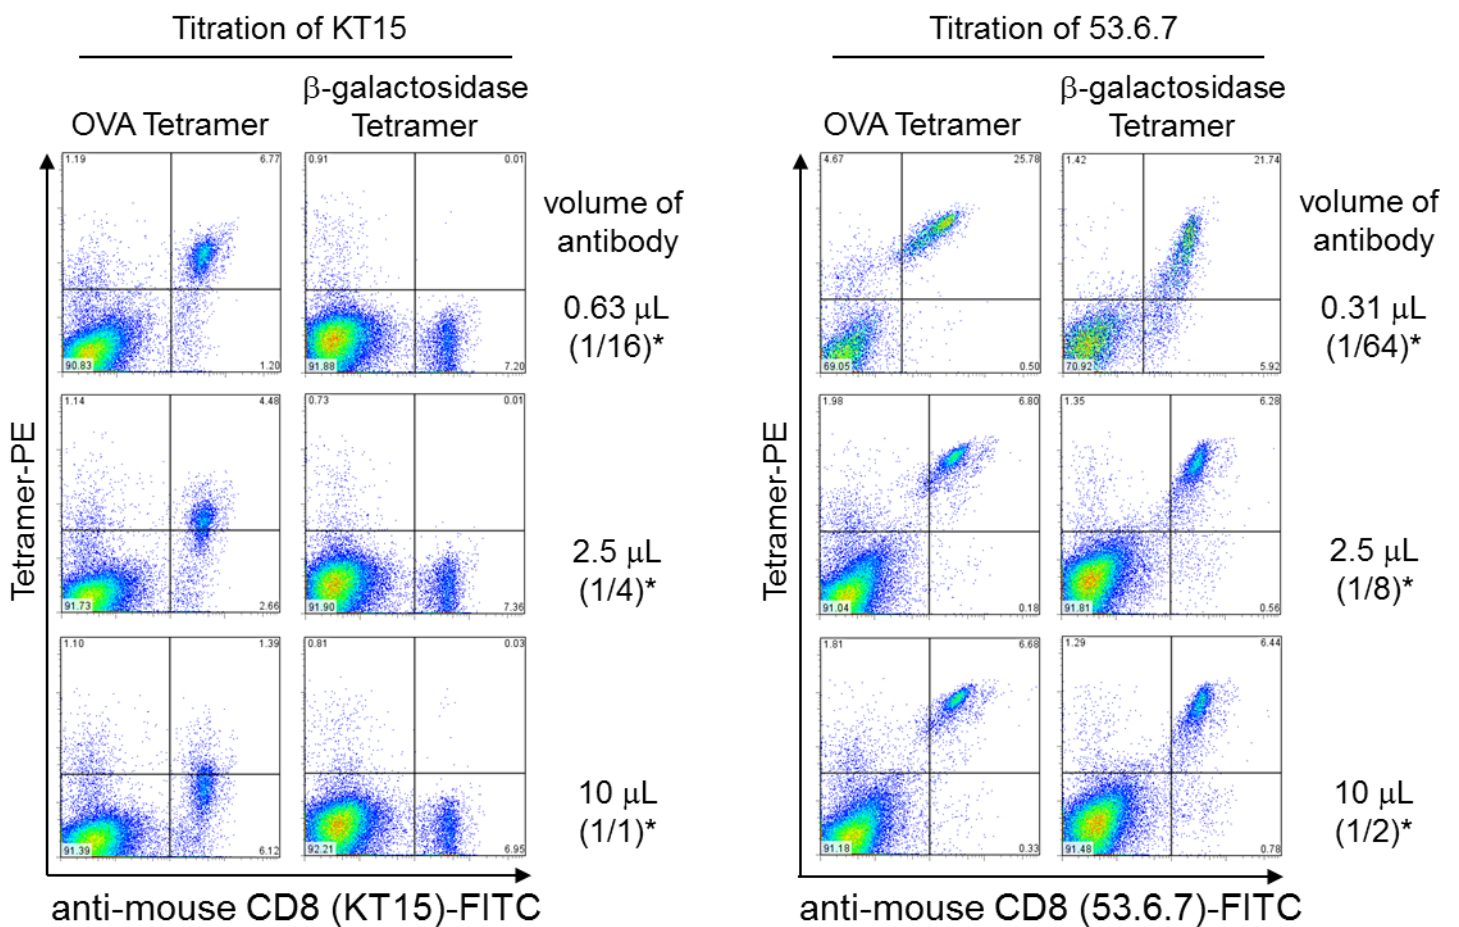 Titration of KT15
Titration of 53.6.7
OVA Tetramer
β-galactosidase
Tetramer
OVA Tetramer
β-galactosidase
Tetramer
1.19 6.77
90.83 1.20
0.91 0.01
91.88 7.20
volume of
antibody
0.63 μL
(1/16)*
4.67 25.78
69.05 0.50
1.42 21.74
70.92 5.92
volume of
antibody
0.31 μL
(1/64)*
1.14 4.48
91.73 2.66
0.73 0.01
91.90 7.36
2.5 μL
(1/4)*
1.98 6.80
91.04 0.18
1.35 6.28
91.81 0.56
2.5 μL
(1/8)*
1.10 1.39
91.39 6.12
0.81 0.03
92.21 6.95
10 μL
(1/1)*
1.81 6.68
91.18 0.33
1.29 6.44
91.48 0.78
10 μL
(1/2)*
Tetramer-PE
Tetramer-PE
anti-mouse CD8 (KT15)-FITC
anti-mouse CD8 (53.6.7)-FITC